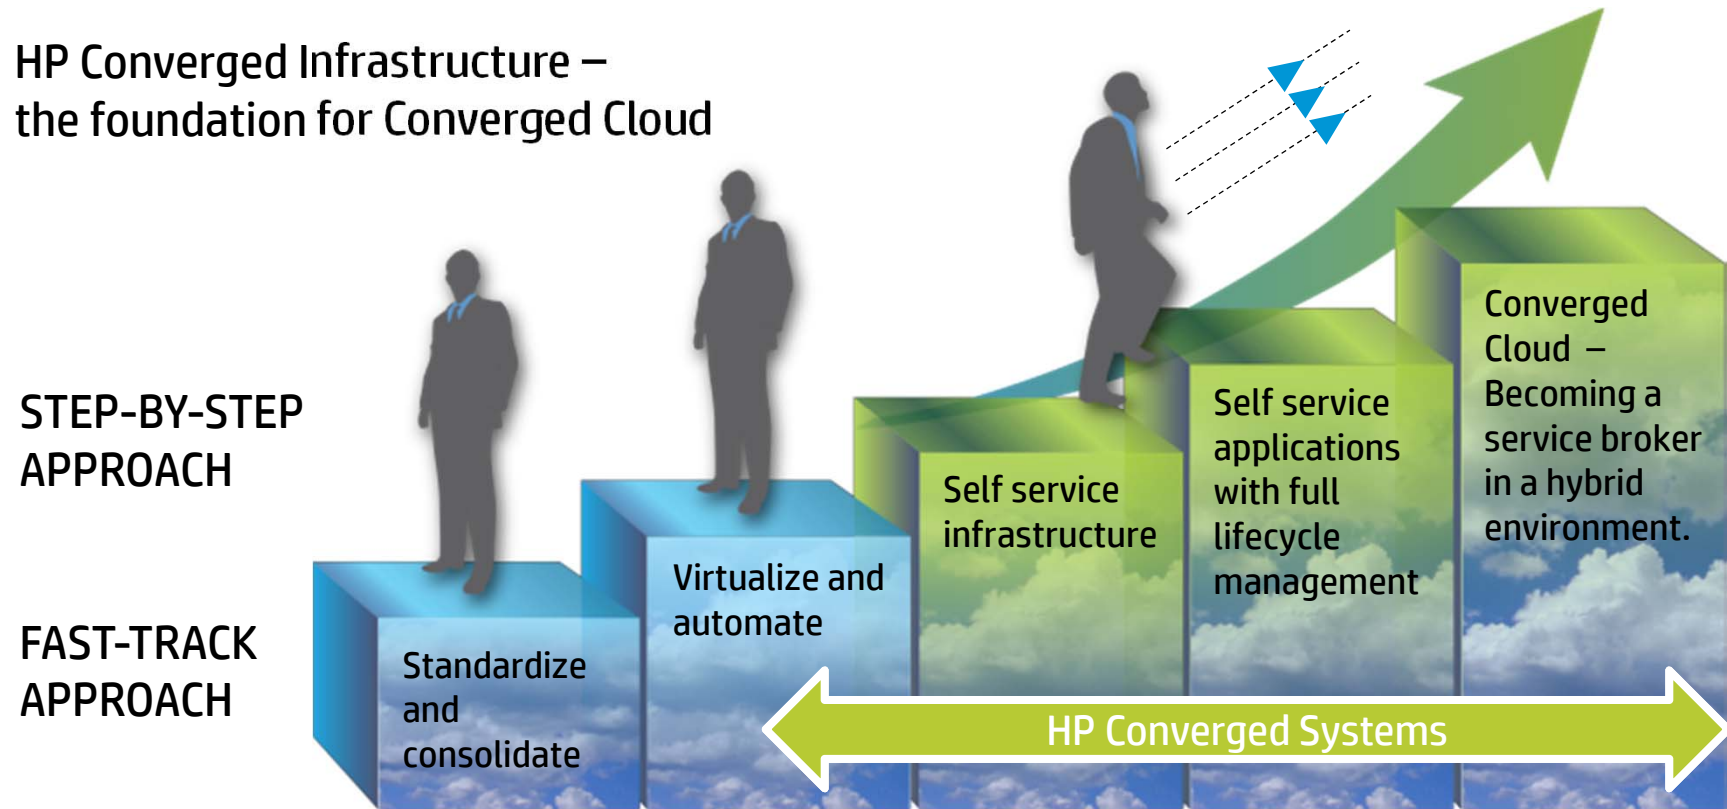 HP Converged Infrastructure –
the foundation for Converged Cloud
STEP-BY-STEP
APPROACH
FAST-TRACK
APPROACH
Standardize
and
consolidate
Virtualize and
automate
Self service
infrastructure
Self service
applications
with full
lifecycle
management
Converged
Cloud –
Becoming a
service broker
in a hybrid
environment.
HP Converged Systems